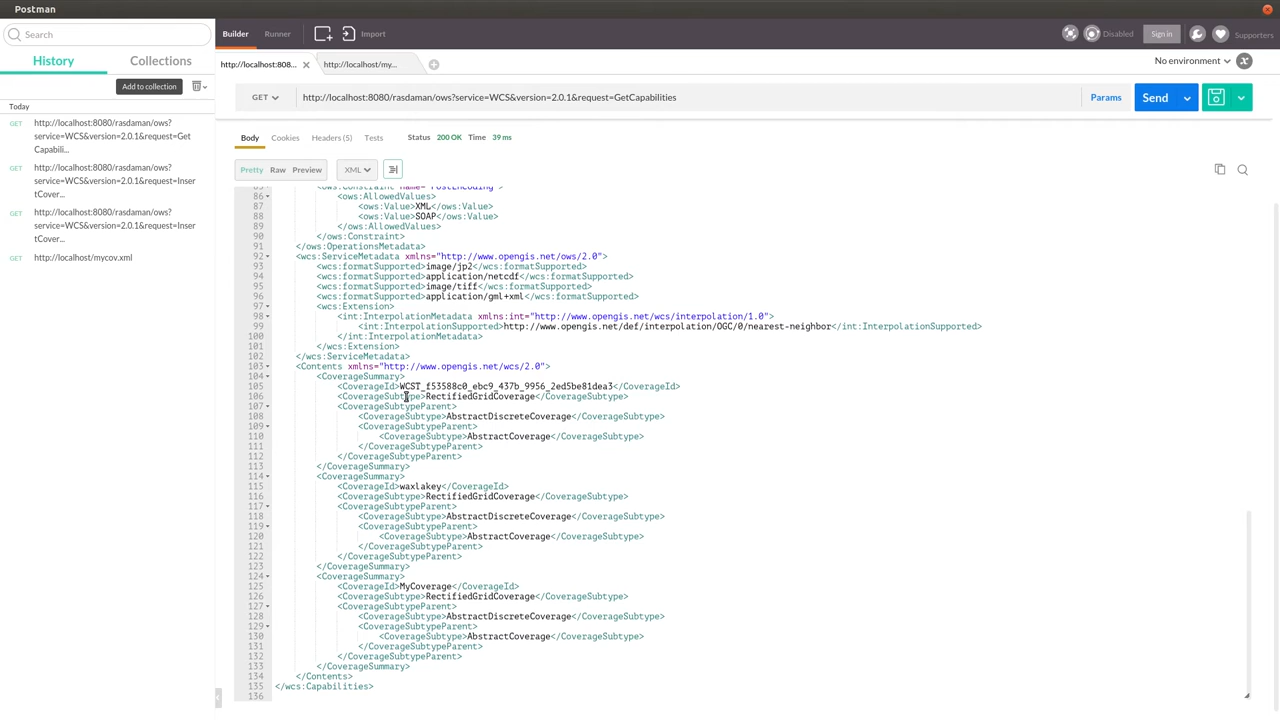 Postman
Search
Builder
Runner
Import
Disabled
Sign in
Supporters
History
Collections
http://localhost:808...
http://localhost/my...
No environment
Add to collection
GET
http://localhost:8080/rasdaman/ows?service=WCS&version=2.0.1&request=GetCapabilities
Params
Send
Today
GET
http://localhost:8080/rasdaman/ows?
service=WCS&version=2.0.1&request=Get
Capabili...
GET
http://localhost:8080/rasdaman/ows?
service=WCS&version=2.0.1&request=Inser
tCover...
GET
http://localhost:8080/rasdaman/ows?
service=WCS&version=2.0.1&request=Inser
tCover...
GET
http://localhost/mycov.xml
Body
Cookies
Headers (5)
Tests
Status 200 OK Time 39 ms
Pretty
Raw
Preview
XML
85 <ows:Constraint name="PostEncoding">
86 <ows:AllowedValues>
87 <ows:Value>XML</ows:Value>
88 <ows:Value>SOAP</ows:Value>
89 </ows:AllowedValues>
90 </ows:Constraint>
91 </ows:OperationsMetadata>
92 <wcs:ServiceMetadata xmlns="http://www.opengis.net/ows/2.0">
93 <wcs:formatSupported>image/jp2</wcs:formatSupported>
94 <wcs:formatSupported>application/netcdf</wcs:formatSupported>
95 <wcs:formatSupported>image/tiff</wcs:formatSupported>
96 <wcs:formatSupported>application/gml+xml</wcs:formatSupported>
97 <wcs:Extension>
98 <int:InterpolationMetadata xmlns:int="http://www.opengis.net/wcs/interpolation/1.0">
99 <int:InterpolationSupported>http://www.opengis.net/def/interpolation/OGC/0/nearest-neighbor</int:InterpolationSupported>
100 </int:InterpolationMetadata>
101 </wcs:Extension>
102 </wcs:ServiceMetadata>
103 <Contents xmlns="http://www.opengis.net/wcs/2.0">
104 <CoverageSummary>
105 <CoverageId>WCST_f53588c0_ebc9_437b_9956_2ed5be81dea3</CoverageId>
106 <CoverageSubtype>RectifiedGridCoverage</CoverageSubtype>
107 <CoverageSubtypeParent>
108 <CoverageSubtype>AbstractDiscreteCoverage</CoverageSubtype>
109 <CoverageSubtypeParent>
110 <CoverageSubtype>AbstractCoverage</CoverageSubtype>
111 </CoverageSubtypeParent>
112 </CoverageSubtypeParent>
113 </CoverageSummary>
114 <CoverageSummary>
115 <CoverageId>waxlakey</CoverageId>
116 <CoverageSubtype>RectifiedGridCoverage</CoverageSubtype>
117 <CoverageSubtypeParent>
118 <CoverageSubtype>AbstractDiscreteCoverage</CoverageSubtype>
119 <CoverageSubtypeParent>
120 <CoverageSubtype>AbstractCoverage</CoverageSubtype>
121 </CoverageSubtypeParent>
122 </CoverageSubtypeParent>
123 </CoverageSummary>
124 <CoverageSummary>
125 <CoverageId>MyCoverage</CoverageId>
126 <CoverageSubtype>RectifiedGridCoverage</CoverageSubtype>
127 <CoverageSubtypeParent>
128 <CoverageSubtype>AbstractDiscreteCoverage</CoverageSubtype>
129 <CoverageSubtypeParent>
130 <CoverageSubtype>AbstractCoverage</CoverageSubtype>
131 </CoverageSubtypeParent>
132 </CoverageSubtypeParent>
133 </CoverageSummary>
134 </Contents>
135 </wcs:Capabilities>
136